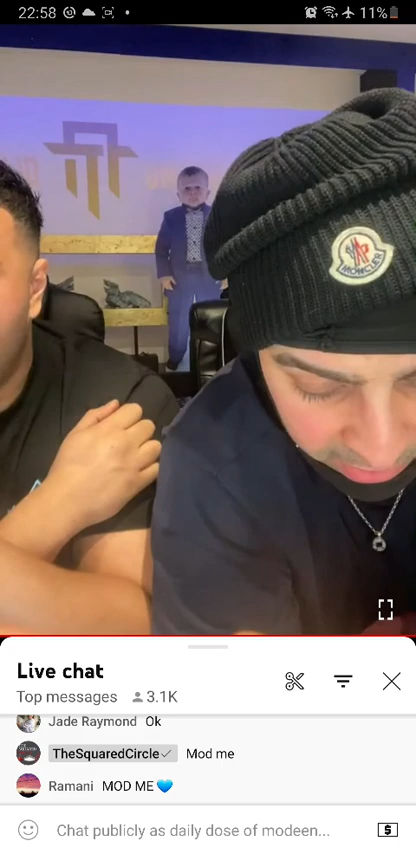 22:58
11%
MONCLER
Live chat
Top messages 3.1K
Jade Raymond Ok
TheSquaredCircle Mod me
Ramani MOD ME
Chat publicly as daily dose of modeen...